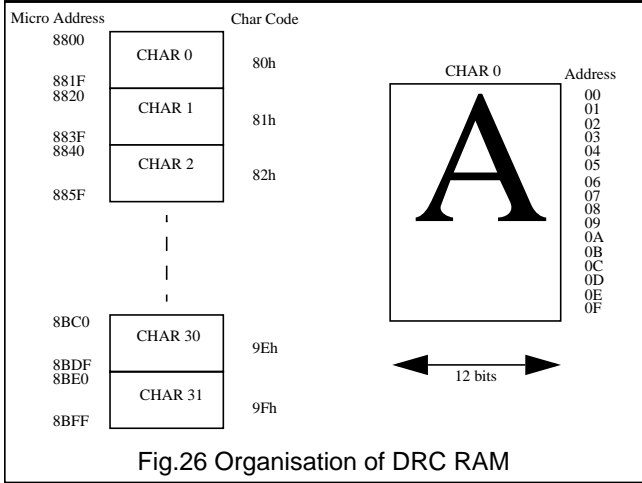 Micro Address Char Code
8800
CHAR 0
80h
881F
8820
CHAR 1
81h
883F
8840
CHAR 2
82h
885F
8BC0
CHAR 30
9Eh
8BDF
8BE0
CHAR 31
9Fh
8BFF
CHAR 0 Address
A
00
01
02
03
04
05
06
07
08
09
0A
0B
0C
0D
0E
0F
12 bits
Fig.26 Organisation of DRC RAM